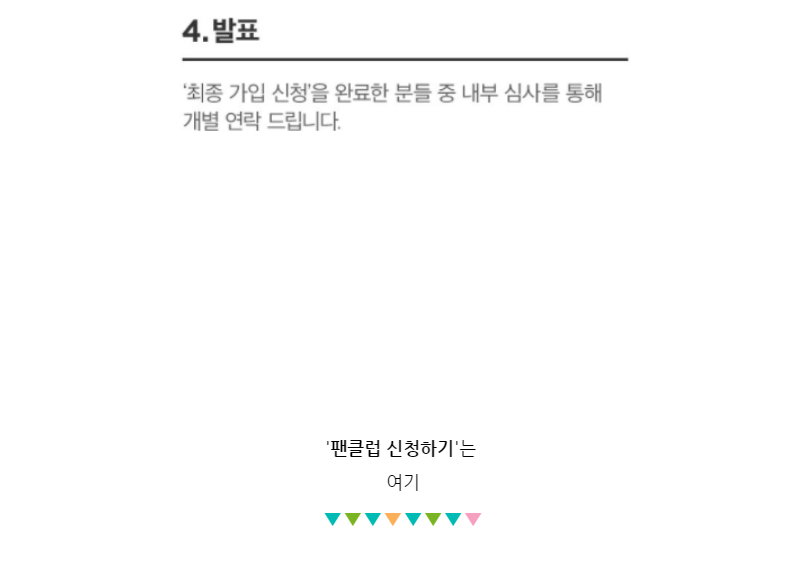 4. 발표
'최종 가입 신청'을 완료한 분들 중 내부 심사를 통해
개별 연락 드립니다.
'팬클럽 신청하기'는
여기